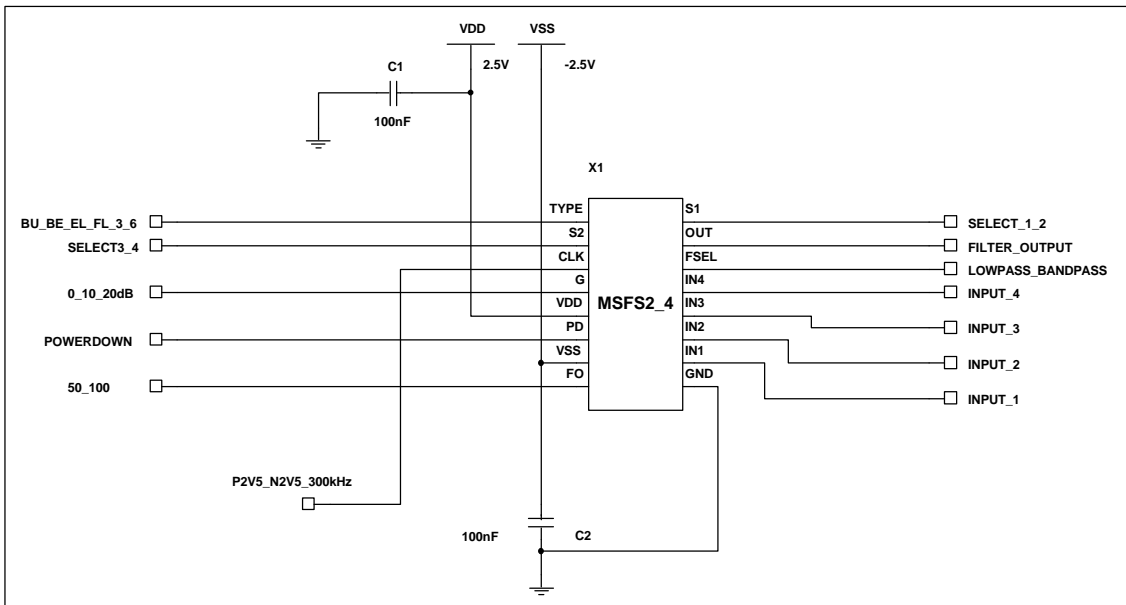 VDD VSS
C1 2.5V -2.5V
100nF
X1
TYPE S1
BU_BE_EL_FL_3_6 SELECT_1_2
S2 OUT
SELECT3_4 FILTER_OUTPUT
CLK FSEL
LOWPASS_BANDPASS
G IN4
0_10_20dB INPUT_4
VDD MSFS2_4 IN3
PD IN2
INPUT_3
POWERDOWN
VSS IN1
INPUT_2
FO GND
50_100
INPUT_1
P2V5_N2V5_300kHz
100nF C2